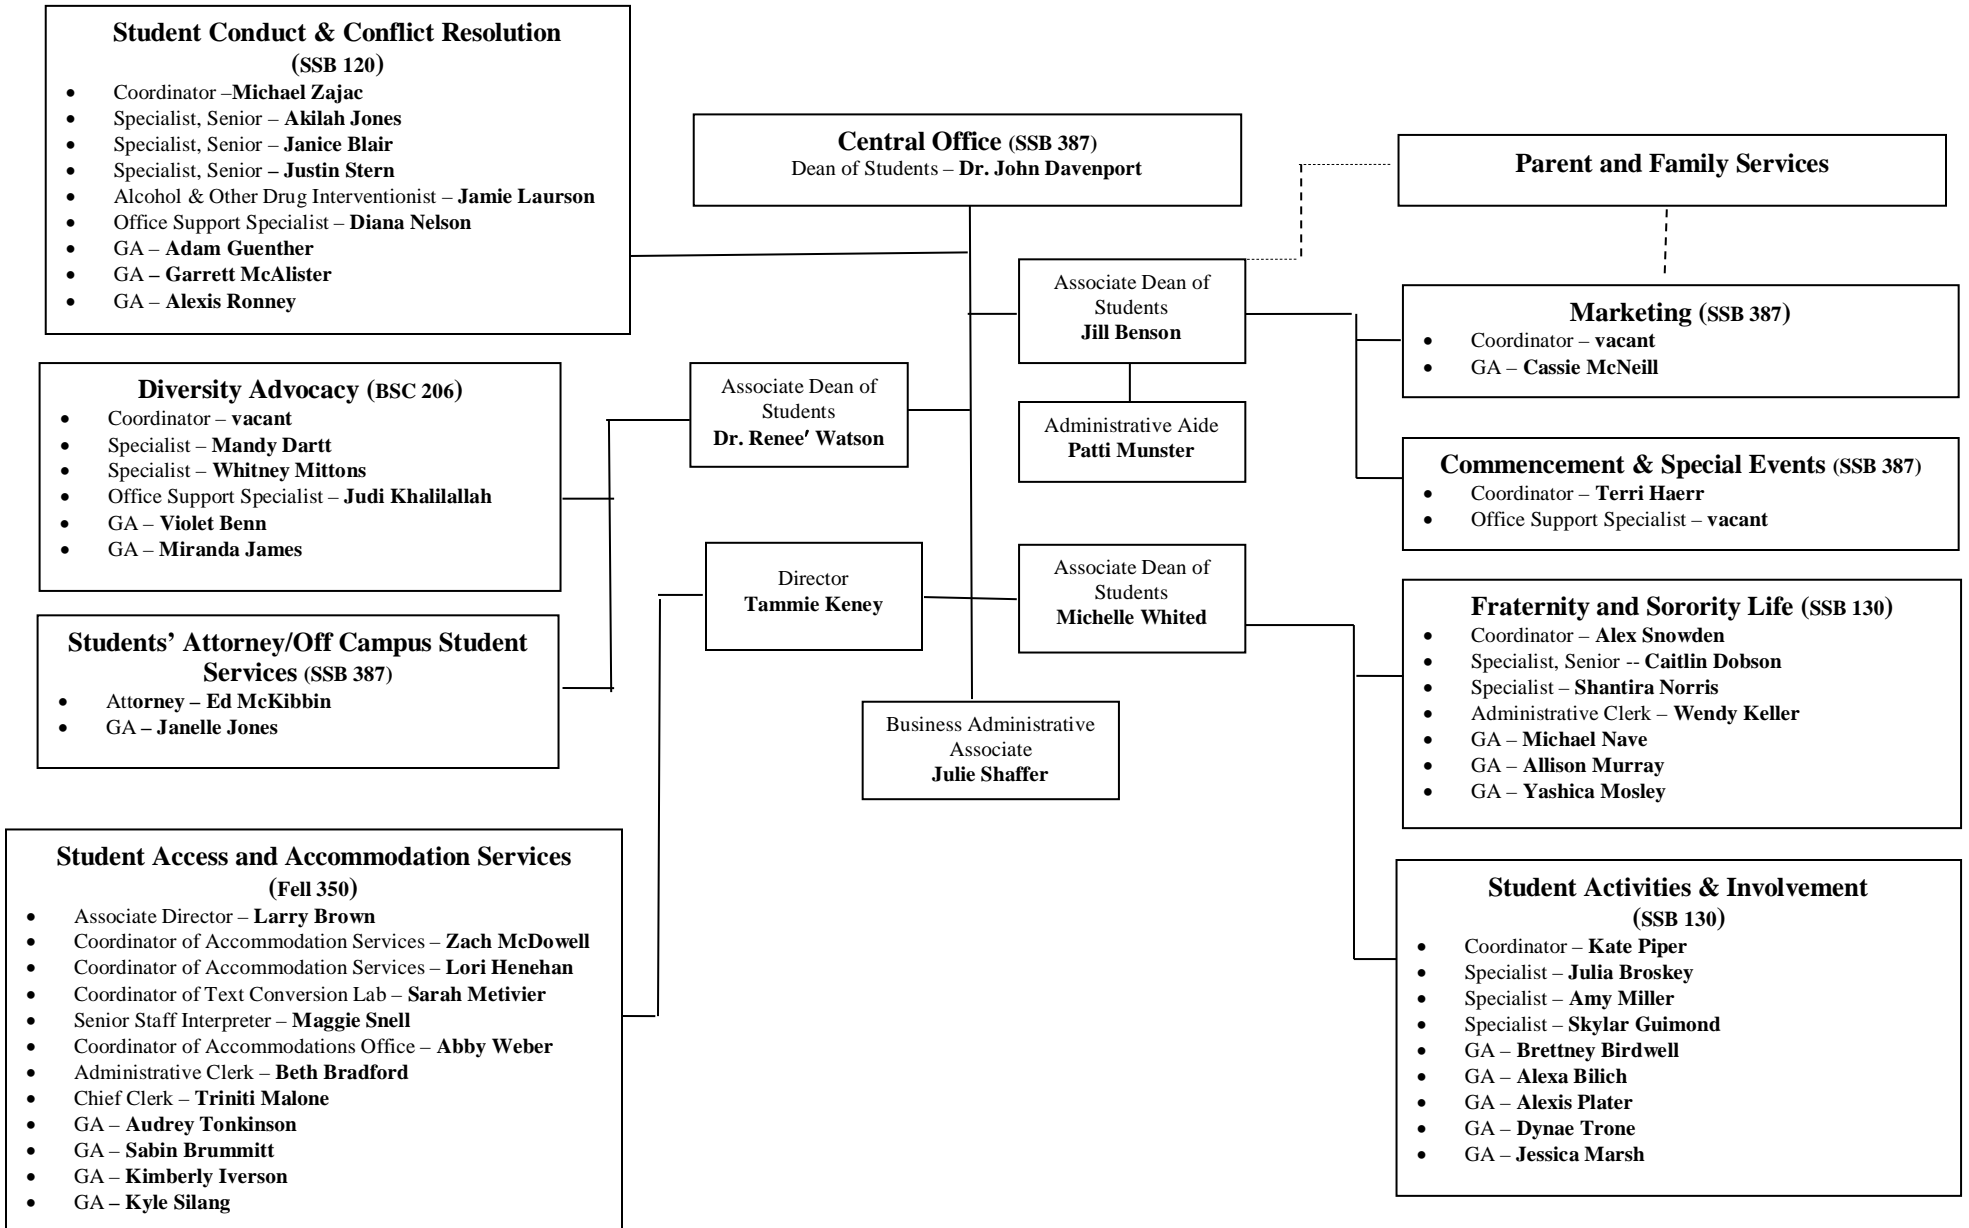 Student Conduct & Conflict Resolution
(SSB 120)
• Coordinator –Michael Zajac
• Specialist, Senior – Akilah Jones
• Specialist, Senior – Janice Blair
• Specialist, Senior – Justin Stern
• Alcohol & Other Drug Interventionist – Jamie Laurson
• Office Support Specialist – Diana Nelson
• GA – Adam Guenther
• GA – Garrett McAlister
• GA – Alexis Ronney
Central Office (SSB 387)
Dean of Students – Dr. John Davenport
Parent and Family Services
Associate Dean of
Students
Jill Benson
Marketing (SSB 387)
• Coordinator – vacant
• GA – Cassie McNeill
Diversity Advocacy (BSC 206)
• Coordinator – vacant
• Specialist – Mandy Dartt
• Specialist – Whitney Mittons
• Office Support Specialist – Judi Khalilallah
• GA – Violet Benn
• GA – Miranda James
Associate Dean of
Students
Dr. Renee′ Watson
Administrative Aide
Patti Munster
Commencement & Special Events (SSB 387)
• Coordinator – Terri Haerr
• Office Support Specialist – vacant
Students’ Attorney/Off Campus Student
Services (SSB 387)
• Attorney – Ed McKibbin
• GA – Janelle Jones
Director
Tammie Keney
Associate Dean of
Students
Michelle Whited
Fraternity and Sorority Life (SSB 130)
• Coordinator – Alex Snowden
• Specialist, Senior -- Caitlin Dobson
• Specialist – Shantira Norris
• Administrative Clerk – Wendy Keller
• GA – Michael Nave
• GA – Allison Murray
• GA – Yashica Mosley
Business Administrative
Associate
Julie Shaffer
Student Access and Accommodation Services
(Fell 350)
• Associate Director – Larry Brown
• Coordinator of Accommodation Services – Zach McDowell
• Coordinator of Accommodation Services – Lori Henehan
• Coordinator of Text Conversion Lab – Sarah Metivier
• Senior Staff Interpreter – Maggie Snell
• Coordinator of Accommodations Office – Abby Weber
• Administrative Clerk – Beth Bradford
• Chief Clerk – Triniti Malone
• GA – Audrey Tonkinson
• GA – Sabin Brummitt
• GA – Kimberly Iverson
• GA – Kyle Silang
Student Activities & Involvement
(SSB 130)
• Coordinator – Kate Piper
• Specialist – Julia Broskey
• Specialist – Amy Miller
• Specialist – Skylar Guimond
• GA – Brettney Birdwell
• GA – Alexa Bilich
• GA – Alexis Plater
• GA – Dynae Trone
• GA – Jessica Marsh